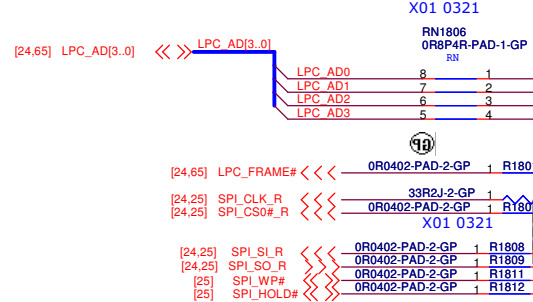 X01 0321
RN1806
0R8P4R-PAD-1-GP
RN
[24,65] LPC_AD[3..0]
LPC_AD[3..0]
LPC_AD0 8 1
LPC_AD1 7 2
LPC_AD2 6 3
LPC_AD3 5 4
GP
[24,65] LPC_FRAME# 0R0402-PAD-2-GP 1
[24,25] SPI_CLK_R 33R2J-2-GP 1
[24,25] SPI_CS0#_R 0R0402-PAD-2-GP 1
X01 0321
[24,25] SPI_SI_R 0R0402-PAD-2-GP 1 R1808
[24,25] SPI_SO_R 0R0402-PAD-2-GP 1 R1809
[25] SPI_WP# 0R0402-PAD-2-GP 1 R1811
[25] SPI_HOLD# 0R0402-PAD-2-GP 1 R1812